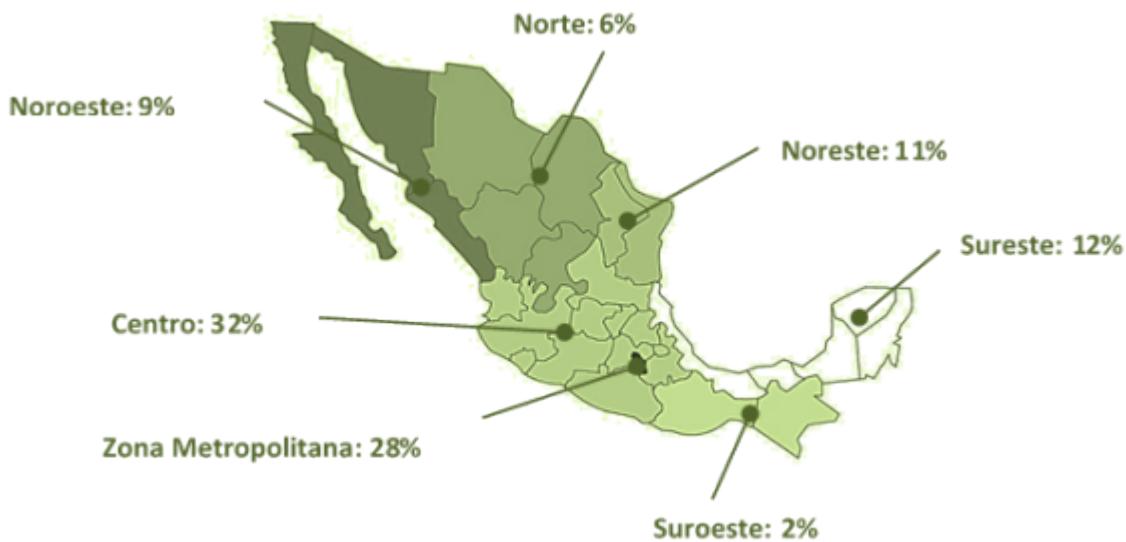 Norte: 6%
Noroeste: 9%
Noreste: 11%
Sureste: 12%
Centro: 32%
Zona Metropolitana: 28%
Suroeste: 2%